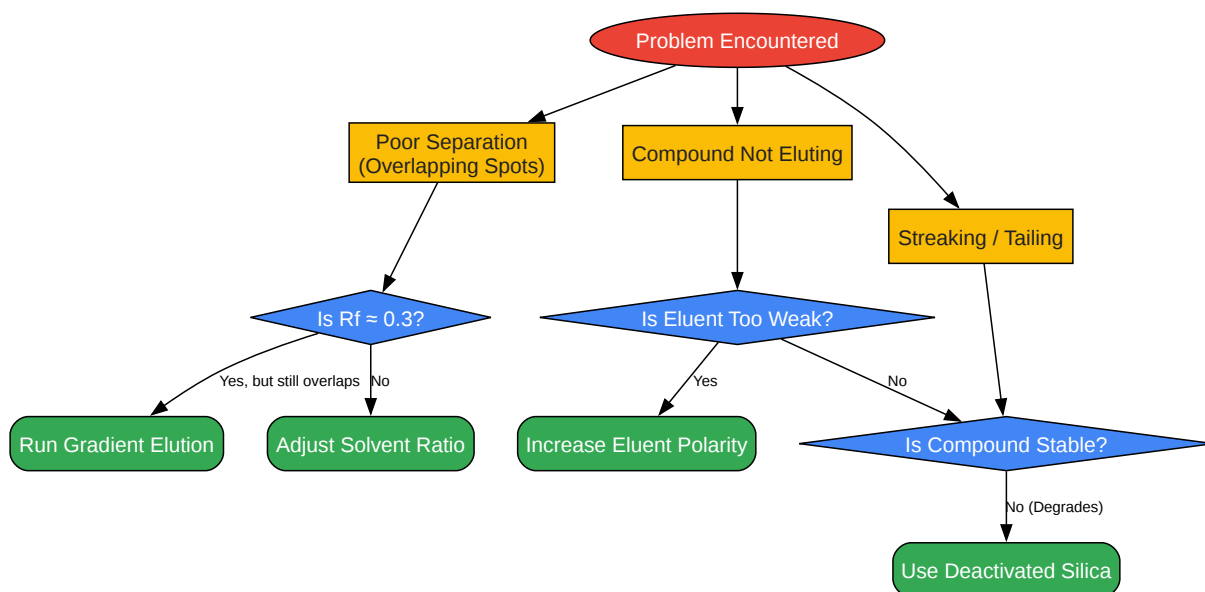 Problem Encountered
Poor Separation
(Overlapping Spots)
Compound Not Eluting
Streaking / Tailing
Is Rf ≈ 0.3?
Is Eluent Too Weak?
Yes, but still overlaps
No
Yes
No
Run Gradient Elution
Adjust Solvent Ratio
Increase Eluent Polarity
Is Compound Stable?
No (Degrades)
Use Deactivated Silica